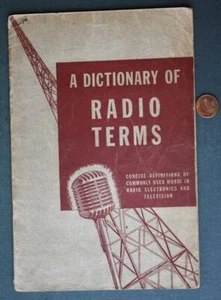 A DICTIONARY OF
RADIO
TERMS
CONCISE DEFINITIONS OF
COMMONLY USED WORDS IN
RADIO, ELECTRONICS AND
TELEVISION